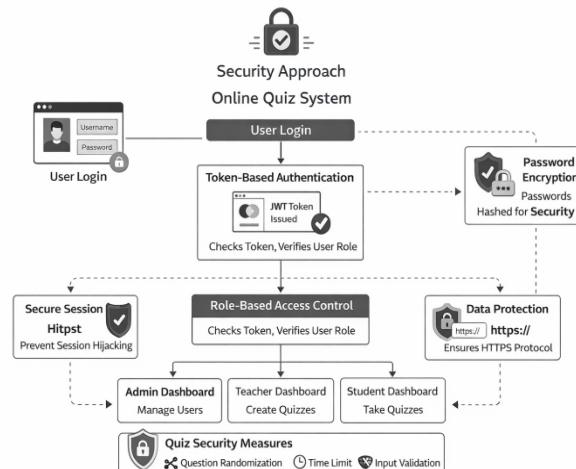 Security Approach
Online Quiz System
User Login
Username
Password
User Login
Token-Based Authentication
JWT Token
Issued
Checks Token, Verifies User Role
Password
Encryption
***
Passwords
Hashed for Security
Secure Session
Hitpst
Prevent Session Hijacking
Role-Based Access Control
Checks Token, Verifies User Role
Data Protection
https://
https://
Ensures HTTPS Protocol
Admin Dashboard
Manage Users
Teacher Dashboard
Create Quizzes
Student Dashboard
Take Quizzes
Quiz Security Measures
Question Randomization
Time Limit
Input Validation